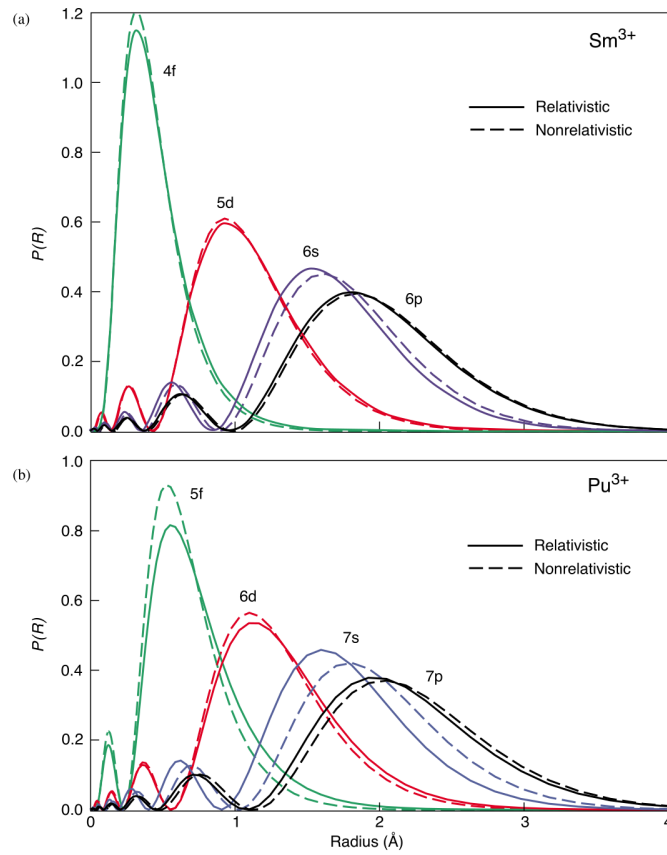 (a)
1.2
Sm3+
4f
1.0
Relativistic
Nonrelativistic
0.8
P(R)
0.6
5d
6s
6p
0.4
0.2
0.0
(b)
1.0
Pu3+
5f
0.8
Relativistic
Nonrelativistic
0.6
6d
P(R)
7s
7p
0.4
0.2
0.0
0 1 2 3 4
Radius (Å)